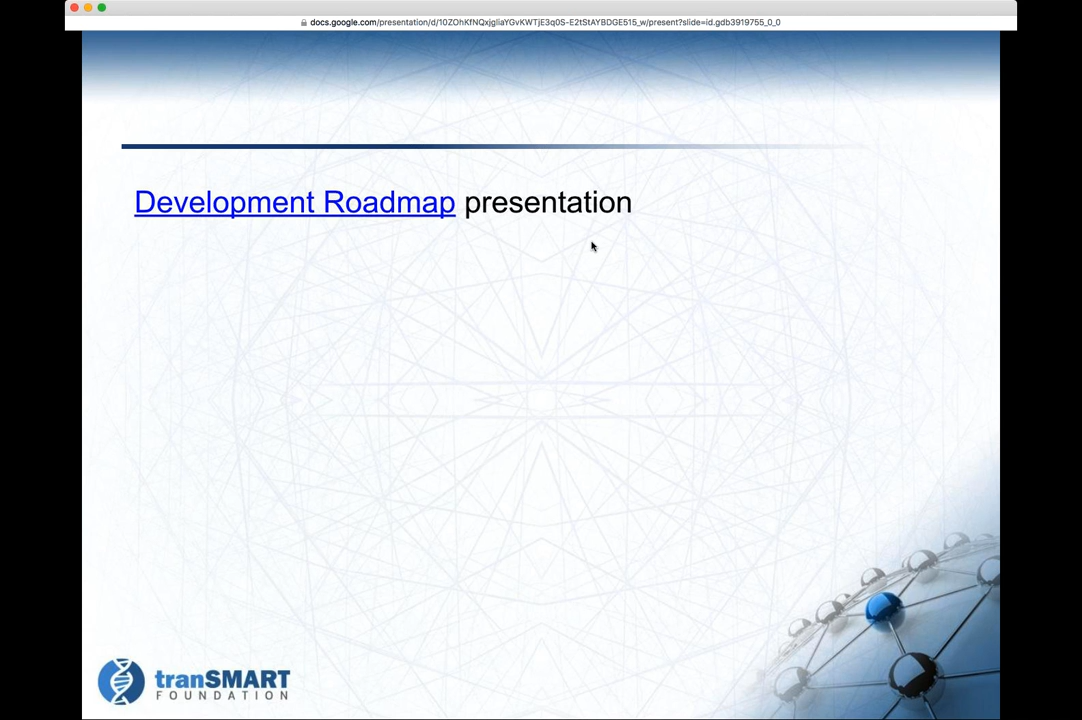 docs.google.com/presentation/d/10ZOhKfNQxjgliaYGvKWTjE3q0S-E2tStAYBDGE515_w/present?slide=id.gdb3919755_0_0
Development Roadmap presentation
tranSMART
FOUNDATION